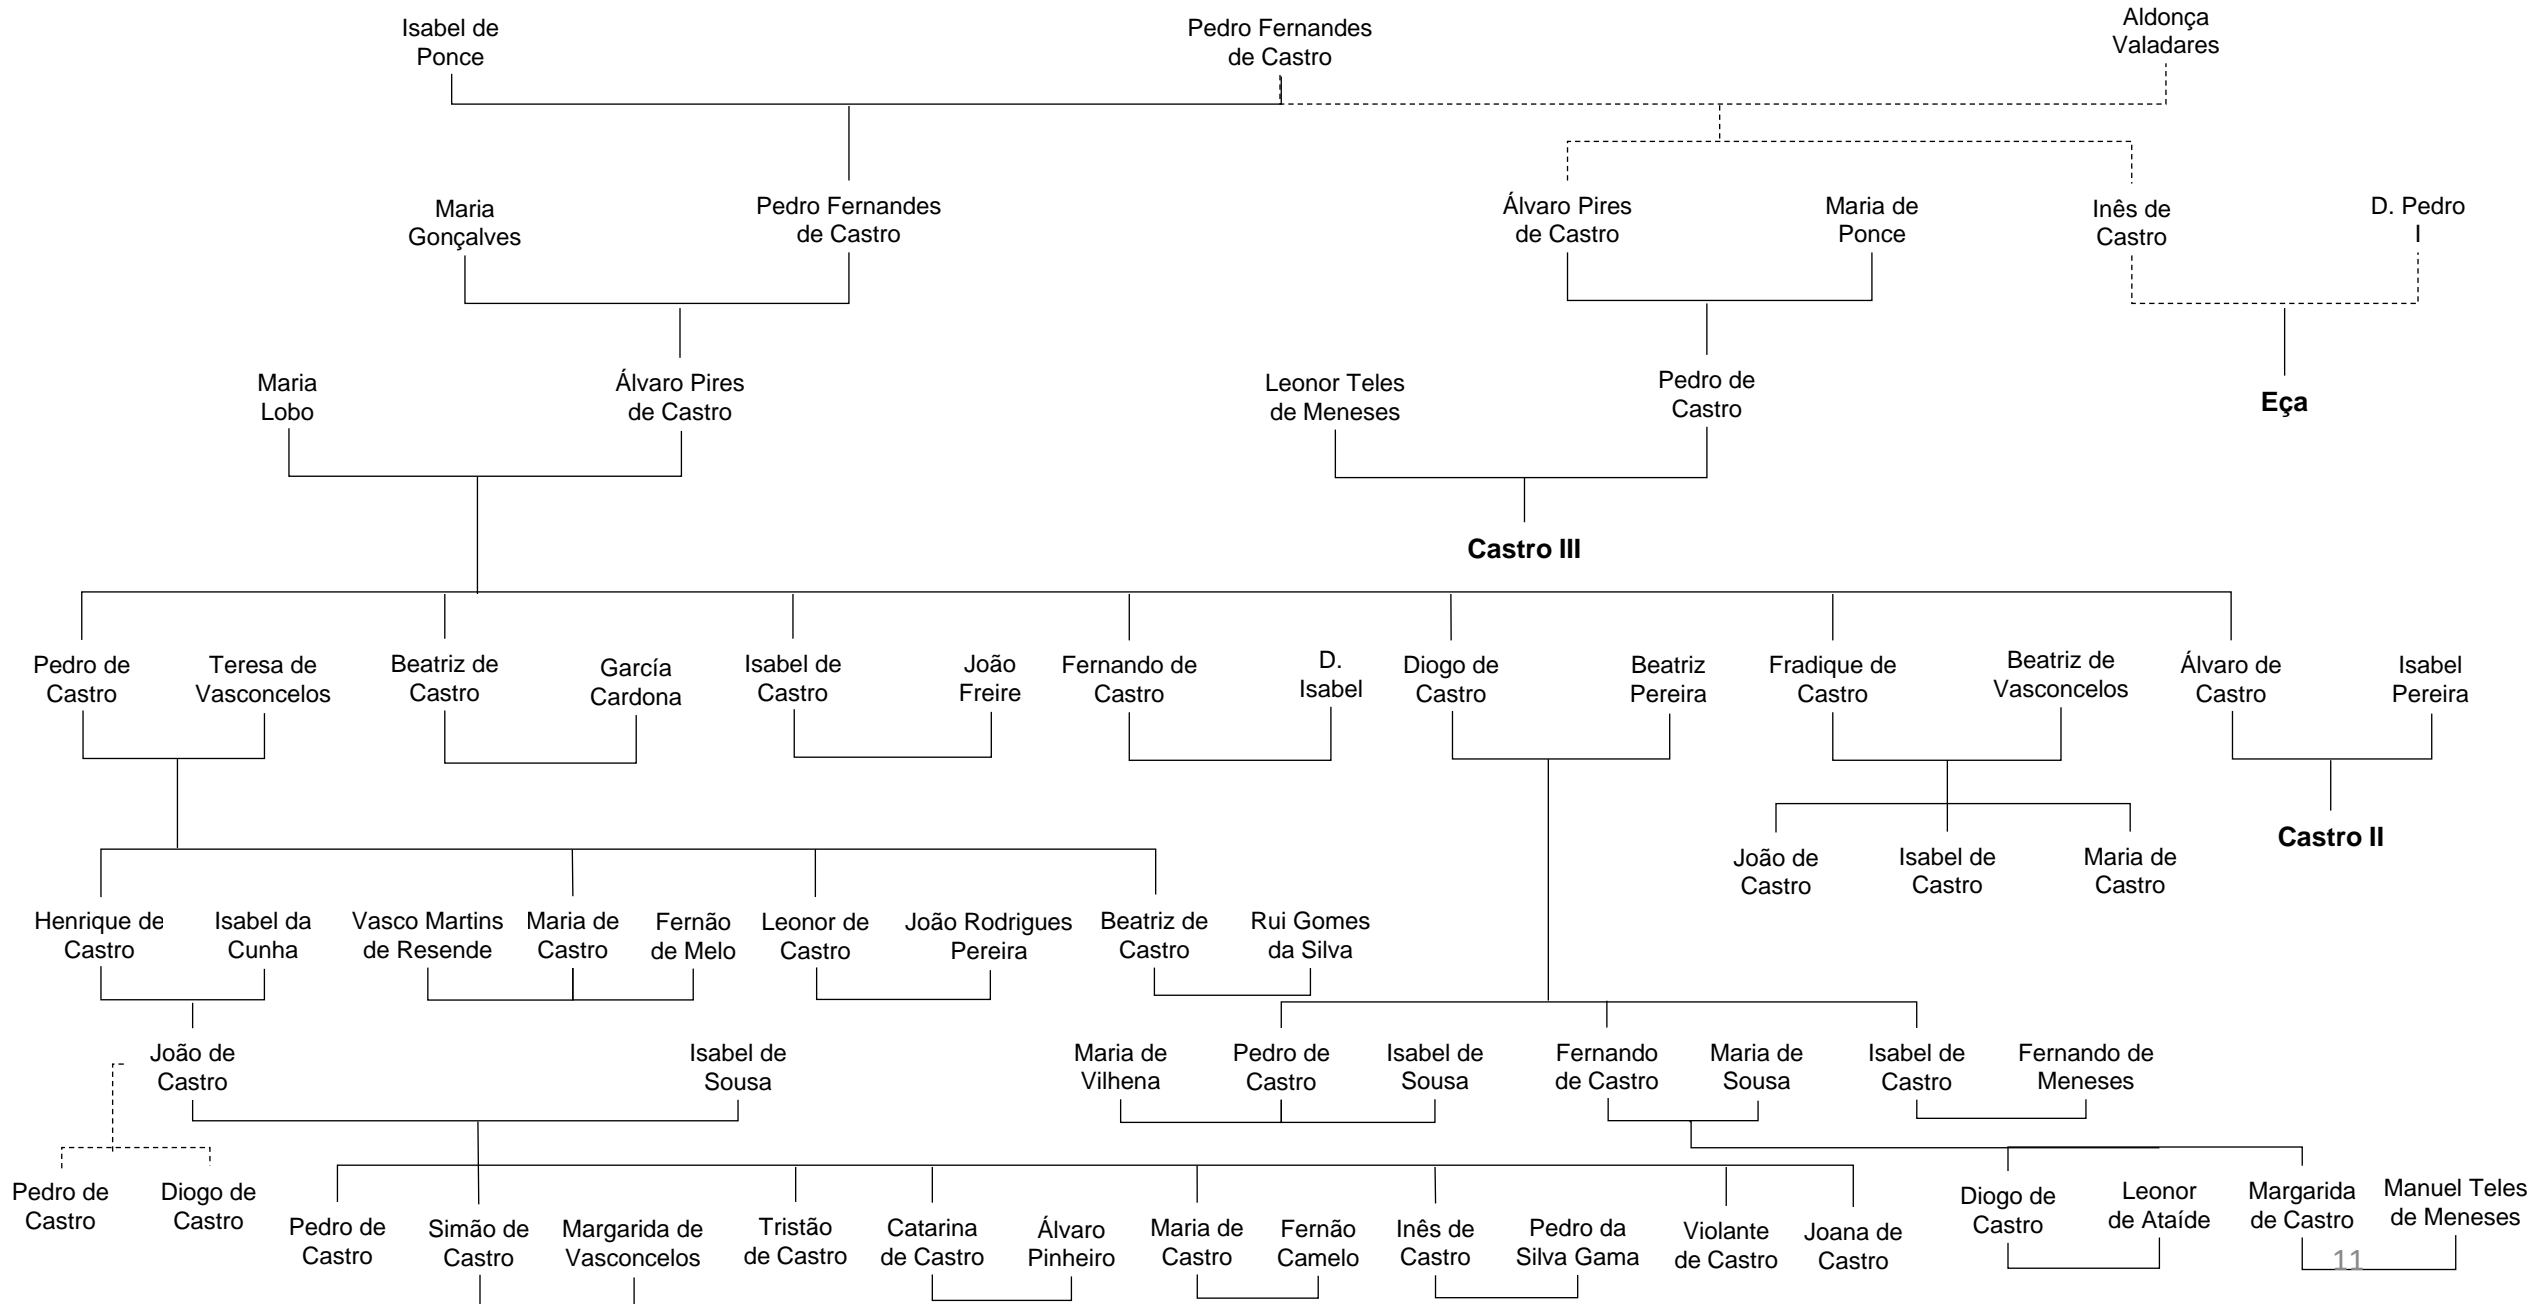 Isabel de
Ponce
Pedro Fernandes
de Castro
Aldonça
Valadares
Maria
Gonçalves
Pedro Fernandes
de Castro
Álvaro Pires
de Castro
Maria de
Ponce
Inês de
Castro
D. Pedro
I
Maria
Lobo
Álvaro Pires
de Castro
Leonor Teles
de Meneses
Pedro de
Castro
Eça
Castro III
Pedro de
Castro
Teresa de
Vasconcelos
Beatriz de
Castro
García
Cardona
Isabel de
Castro
João
Freire
Fernando de
Castro
D.
Isabel
Diogo de
Castro
Beatriz
Pereira
Fradique de
Castro
Beatriz de
Vasconcelos
Álvaro de
Castro
Isabel
Pereira
Castro II
João de
Castro
Isabel de
Castro
Maria de
Castro
Henrique de
Castro
Isabel da
Cunha
Vasco Martins
de Resende
Maria de
Castro
Fernão
de Melo
Leonor de
Castro
João Rodrigues
Pereira
Beatriz de
Castro
Rui Gomes
da Silva
João de
Castro
Isabel de
Sousa
Maria de
Vilhena
Pedro de
Castro
Isabel de
Sousa
Fernando
de Castro
Maria de
Sousa
Isabel de
Castro
Fernando de
Meneses
Pedro de
Castro
Diogo de
Castro
Pedro de
Castro
Simão de
Castro
Margarida de
Vasconcelos
Tristão
de Castro
Catarina
de Castro
Álvaro
Pinheiro
Maria de
Castro
Fernão
Camelo
Inês de
Castro
Pedro da
Silva Gama
Violante
de Castro
Joana de
Castro
Diogo de
Castro
Leonor
de Ataíde
Margarida
de Castro
Manuel Teles
de Meneses
11